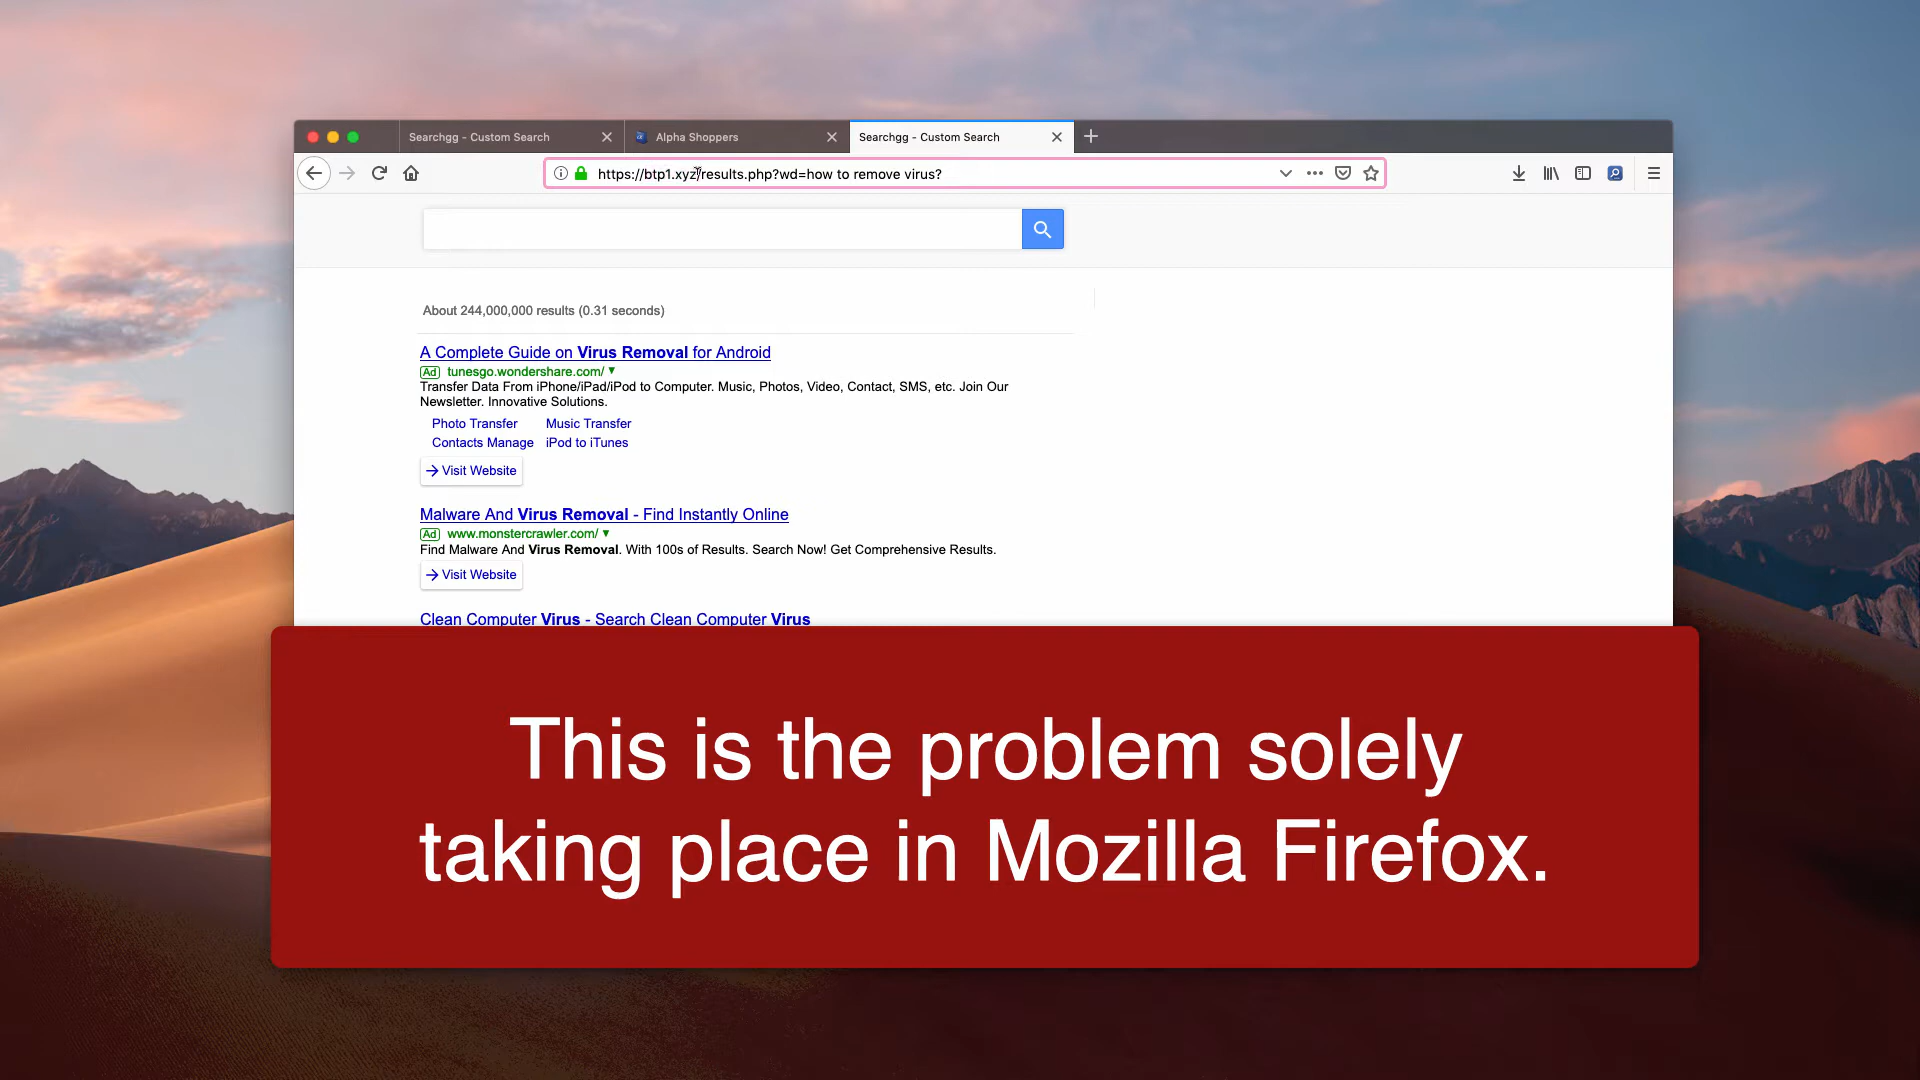 Searchgg - Custom Search
Alpha Shoppers
Searchgg - Custom Search
https://btp1.xyz/results.php?wd=how to remove virus?
About 244,000,000 results (0.31 seconds)
A Complete Guide on Virus Removal for Android
Ad tunesgo.wondershare.com/
Transfer Data From iPhone/iPad/iPod to Computer. Music, Photos, Video, Contact, SMS, etc. Join Our
Newsletter. Innovative Solutions.
Photo Transfer Music Transfer
Contacts Manage iPod to iTunes
Visit Website
Malware And Virus Removal - Find Instantly Online
Ad www.monstercrawler.com/
Find Malware And Virus Removal. With 100s of Results. Search Now! Get Comprehensive Results.
Visit Website
Clean Computer Virus - Search Clean Computer Virus
This is the problem solely
taking place in Mozilla Firefox.